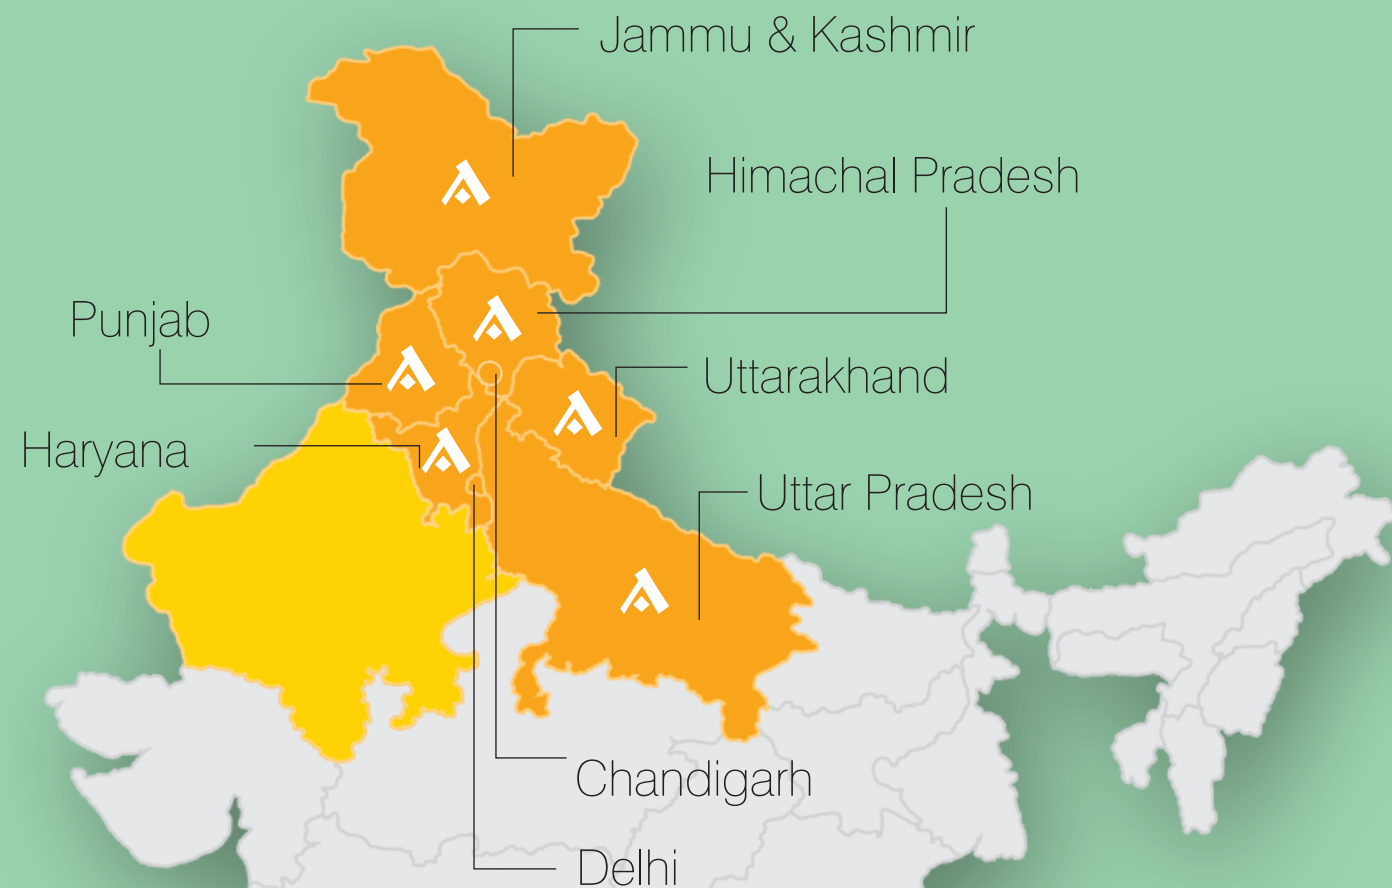 Jammu & Kashmir
Himachal Pradesh
Punjab
Uttarakhand
Haryana
Uttar Pradesh
Chandigarh
Delhi